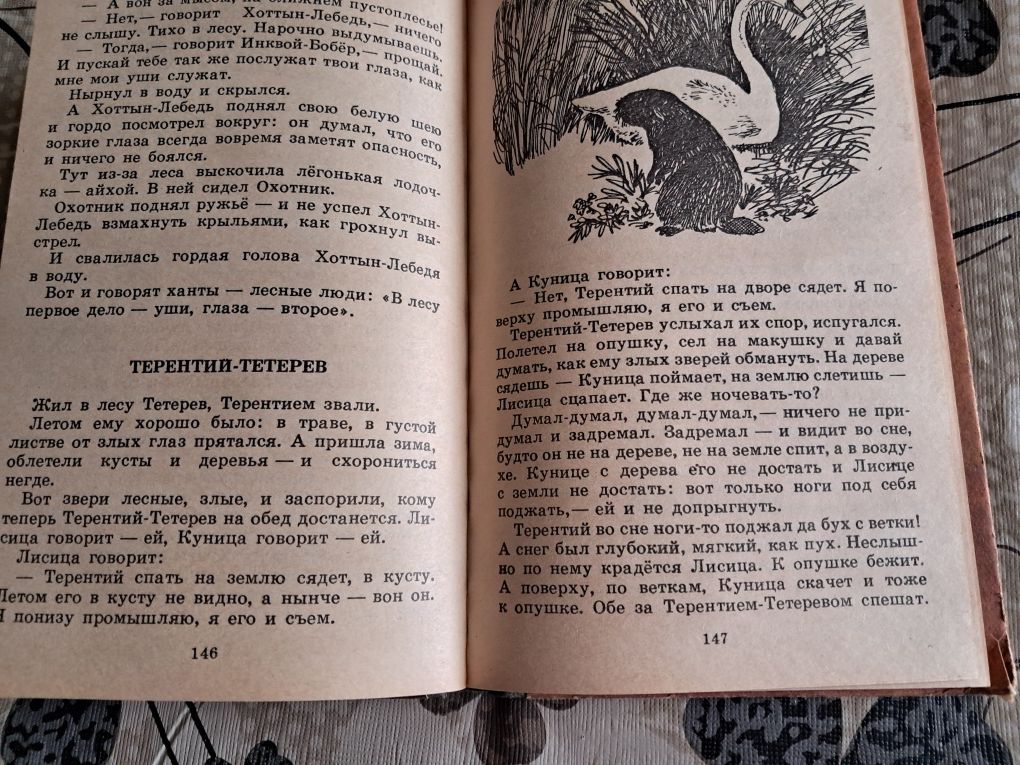 — А вон за мысом, на ближнем пустоплесье!
— Нет,— говорит Хоттын-Лебедь,— ничего
не слышу. Тихо в лесу. Нарочно выдумываешь.
— Тогда,— говорит Инквой-Бобёр,— прощай.
И пускай тебе так же послужат твои глаза, как
мне мои уши служат.
Нырнул в воду и скрылся.
А Хоттын-Лебедь поднял свою белую шею
и гордо посмотрел вокруг: он думал, что его
зоркие глаза всегда вовремя заметят опасность,
и ничего не боялся.
Тут из-за леса выскочила лёгонькая лодоч-
ка — айхой. В ней сидел Охотник.
Охотник поднял ружьё — и не успел Хоттын-
Лебедь взмахнуть крыльями, как грохнул вы-
стрел.
И свалилась гордая голова Хоттын-Лебедя
в воду.
Вот и говорят ханты — лесные люди: «В лесу
первое дело — уши, глаза — второе».
ТЕРЕНТИЙ-ТЕТЕРЕВ
Жил в лесу Тетерев, Терентием звали.
Летом ему хорошо было: в траве, в густой
листве от злых глаз прятался. А пришла зима,
облетели кусты и деревья — и схорониться
негде.
Вот звери лесные, злые, и заспорили, кому
теперь Терентий-Тетерев на обед достанется. Ли-
сица говорит — ей, Куница говорит — ей.
Лисица говорит:
— Терентий спать на землю сядет, в кусту.
Летом его в кусту не видно, а нынче — вон он.
Я понизу промышляю, я его и съем.
146
А Куница говорит:
— Нет, Терентий спать на дворе сядет. Я по-
верху промышляю, я его и съем.
Терентий-Тетерев услыхал их спор, испугался.
Полетел на опушку, сел на макушку и давай
думать, как ему злых зверей обмануть. На дереве
сядешь — Куница поймает, на землю слетишь —
Лисица сцапает. Где же ночевать-то?
Думал-думал, думал-думал,— ничего не при-
думал и задремал. Задремал — и видит во сне,
будто он не на дереве, не на земле спит, а в возду-
хе. Кунице с дерева его не достать и Лисице
с земли не достать: вот только ноги под себя
поджать,— ей и не допрыгнуть.
Терентий во сне ноги-то поджал да бух с ветки!
А снег был глубокий, мягкий, как пух. Неслыш-
но по нему крадётся Лисица. К опушке бежит.
А поверху, по веткам, Куница скачет и тоже
к опушке. Обе за Терентием-Тетеревом спешат.
147